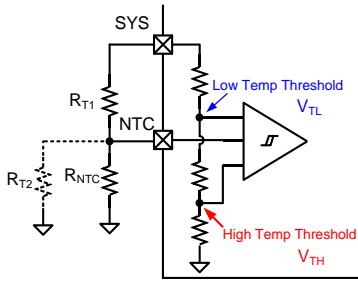 SYS
R_T1
Low Temp Threshold
V_TL
NTC
R_T2
R_NTC
High Temp Threshold
V_TH